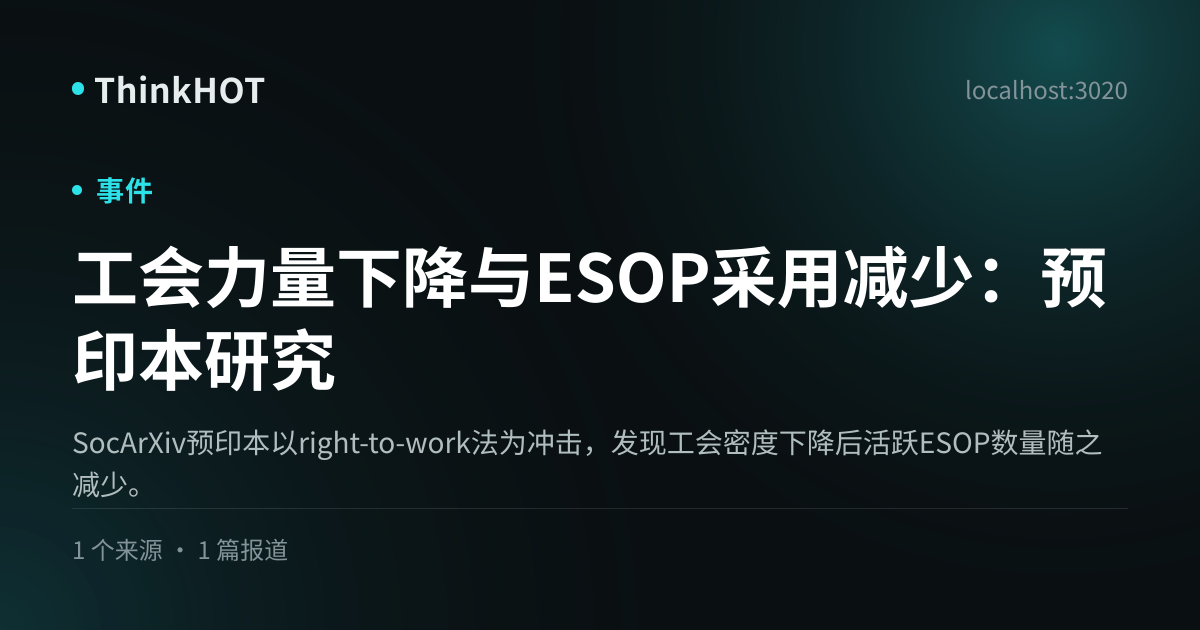 ThinkHOT
localhost:3020
事件
工会力量下降与ESOP采用减少：预
印本研究
SocArXiv预印本以right-to-work法为冲击，发现工会密度下降后活跃ESOP数量随之
减少。
1 个来源 · 1 篇报道